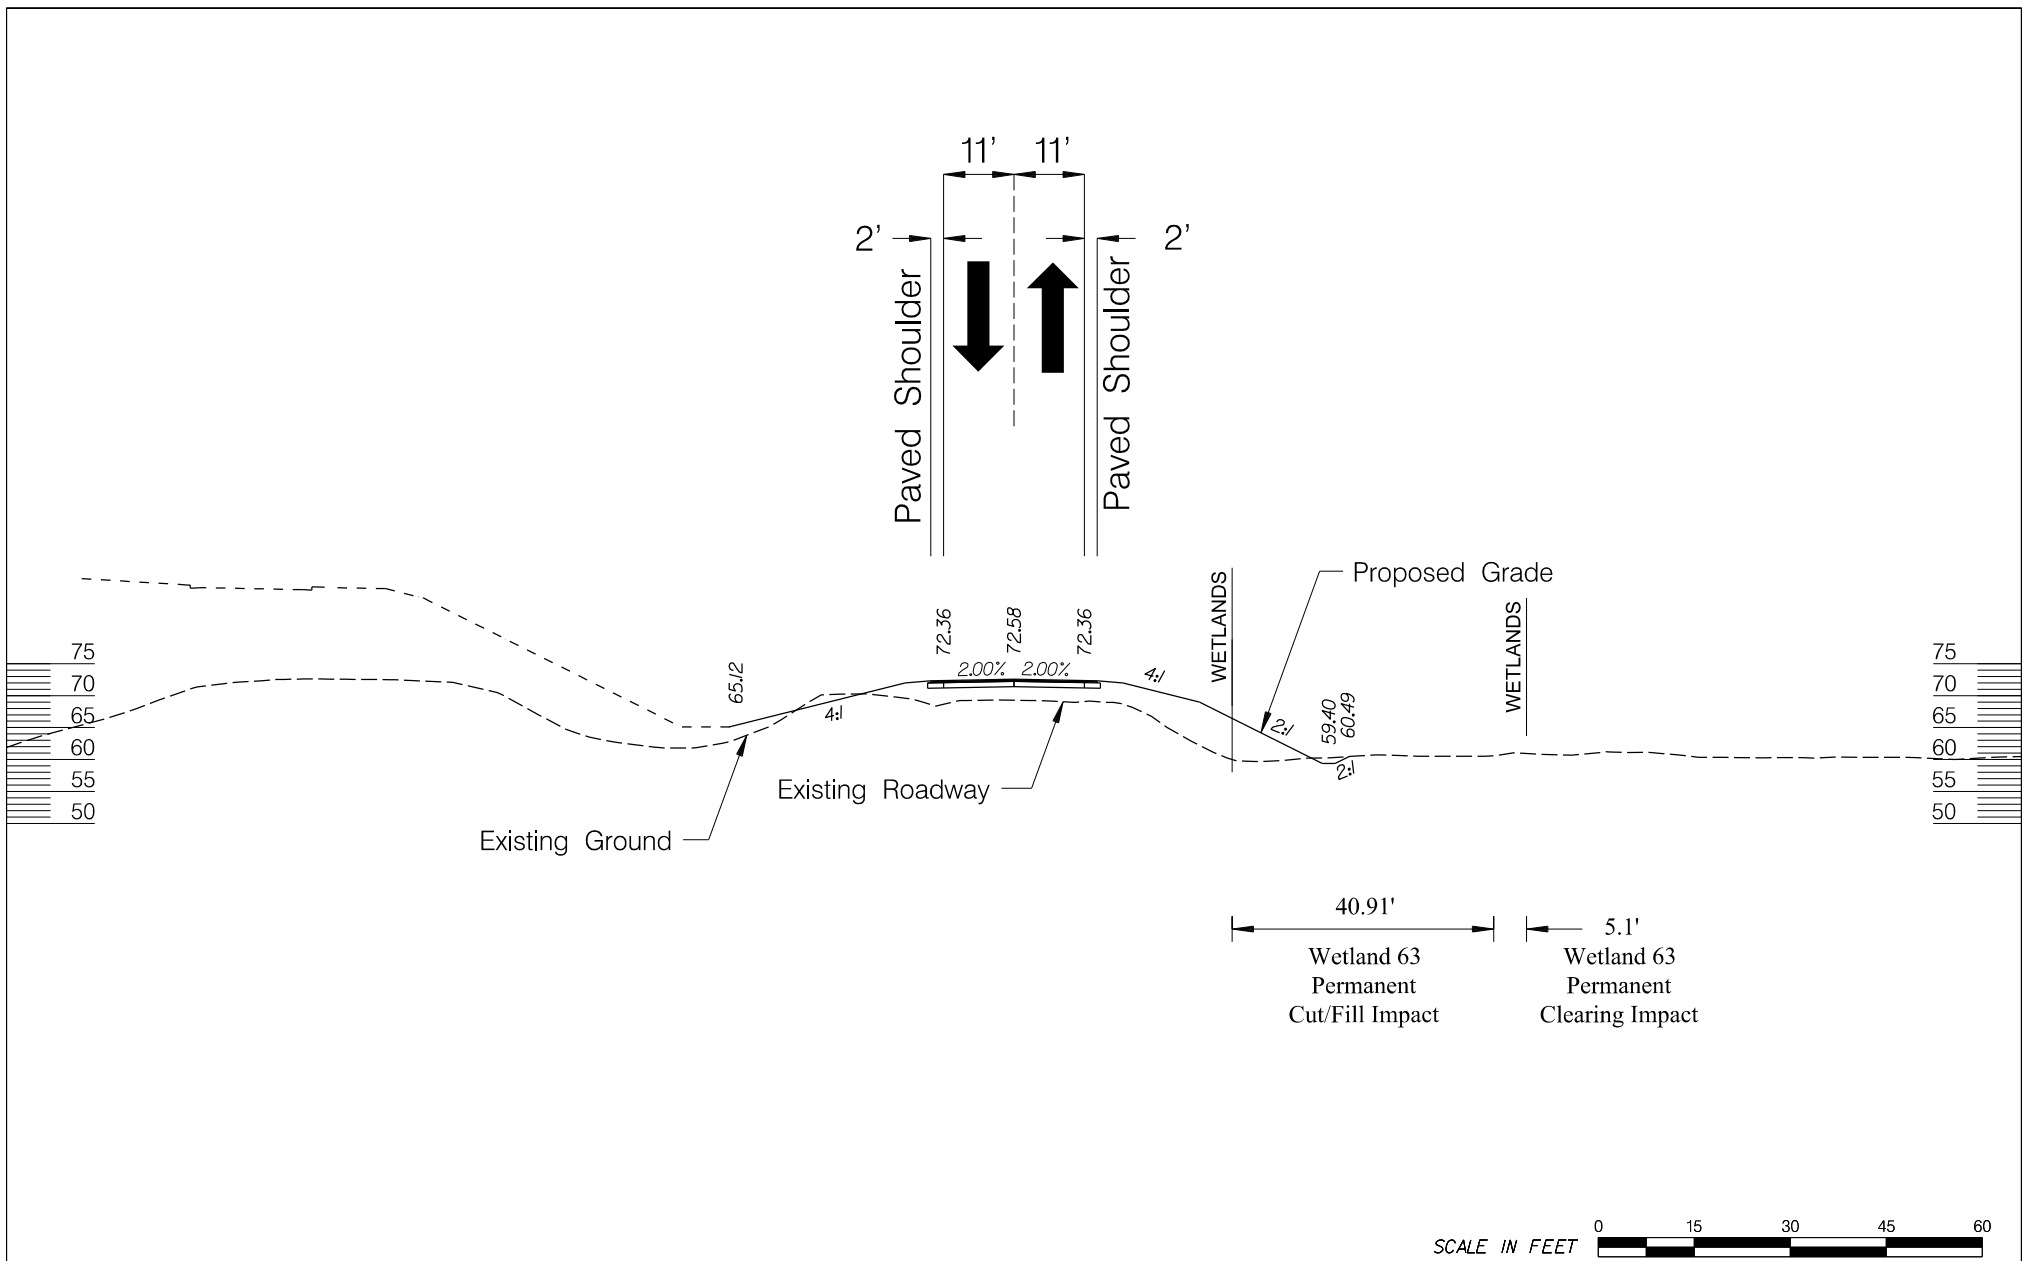 11' 11'
2' 2'
Paved Shoulder
Paved Shoulder
WETLANDS
Proposed Grade
WETLANDS
72.36 72.58 72.36
2.00% 2.00%
65.12
4:1
4:1
2:1
59.40
60.49
2:1
75 75
70 70
65 65
60 60
55 55
50 50
Existing Roadway
Existing Ground
40.91'
Wetland 63
Permanent
Cut/Fill Impact
5.1'
Wetland 63
Permanent
Clearing Impact
0 15 30 45 60
SCALE IN FEET